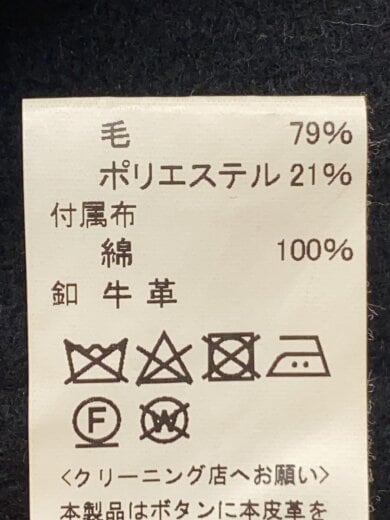 毛 79%
ポリエステル 21%
付属布
綿 100%
釦 牛革
F W
<クリーニング店へお願い>
本製品はボタンに本皮革を